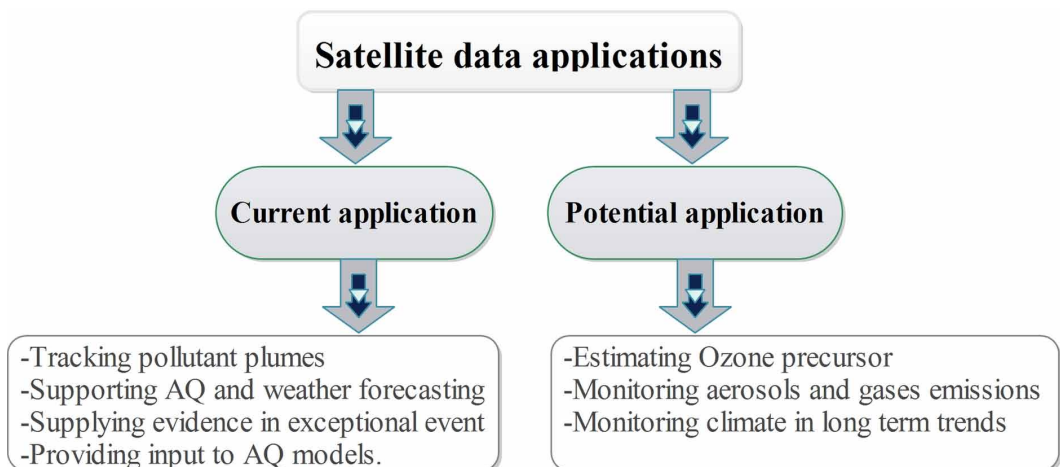 Satellite data applications
Current application
Potential application
-Tracking pollutant plumes
-Supporting AQ and weather forecasting
-Supplying evidence in exceptional event
-Providing input to AQ models.
-Estimating Ozone precursor
-Monitoring aerosols and gases emissions
-Monitoring climate in long term trends